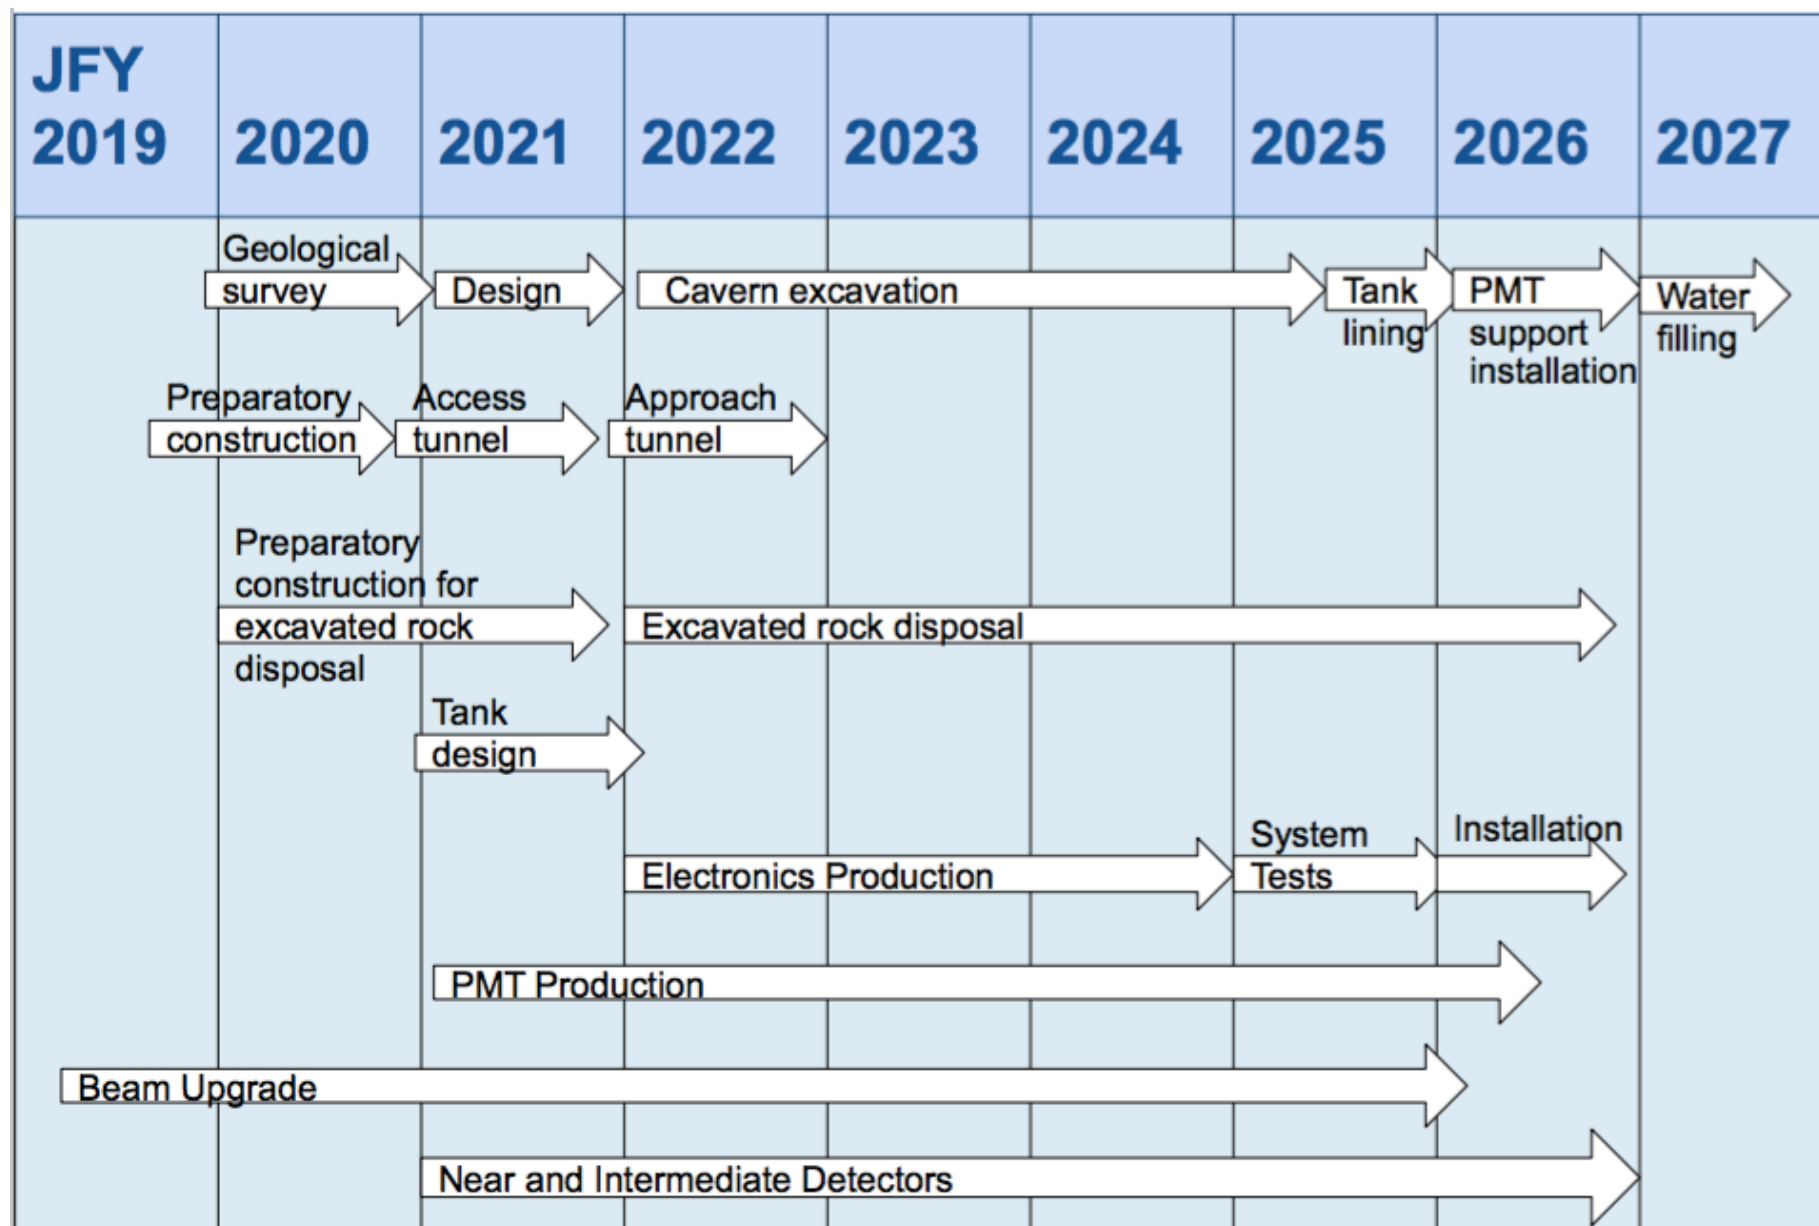 JFY
2019 2020 2021 2022 2023 2024 2025 2026 2027
Geological
survey
Design
Cavern excavation
Tank
lining
PMT
support
installation
Water
filling
Preparatory
construction
Access
tunnel
Approach
tunnel
Preparatory
construction for
excavated rock
disposal
Excavated rock disposal
Tank
design
Electronics Production
System
Tests
Installation
PMT Production
Beam Upgrade
Near and Intermediate Detectors